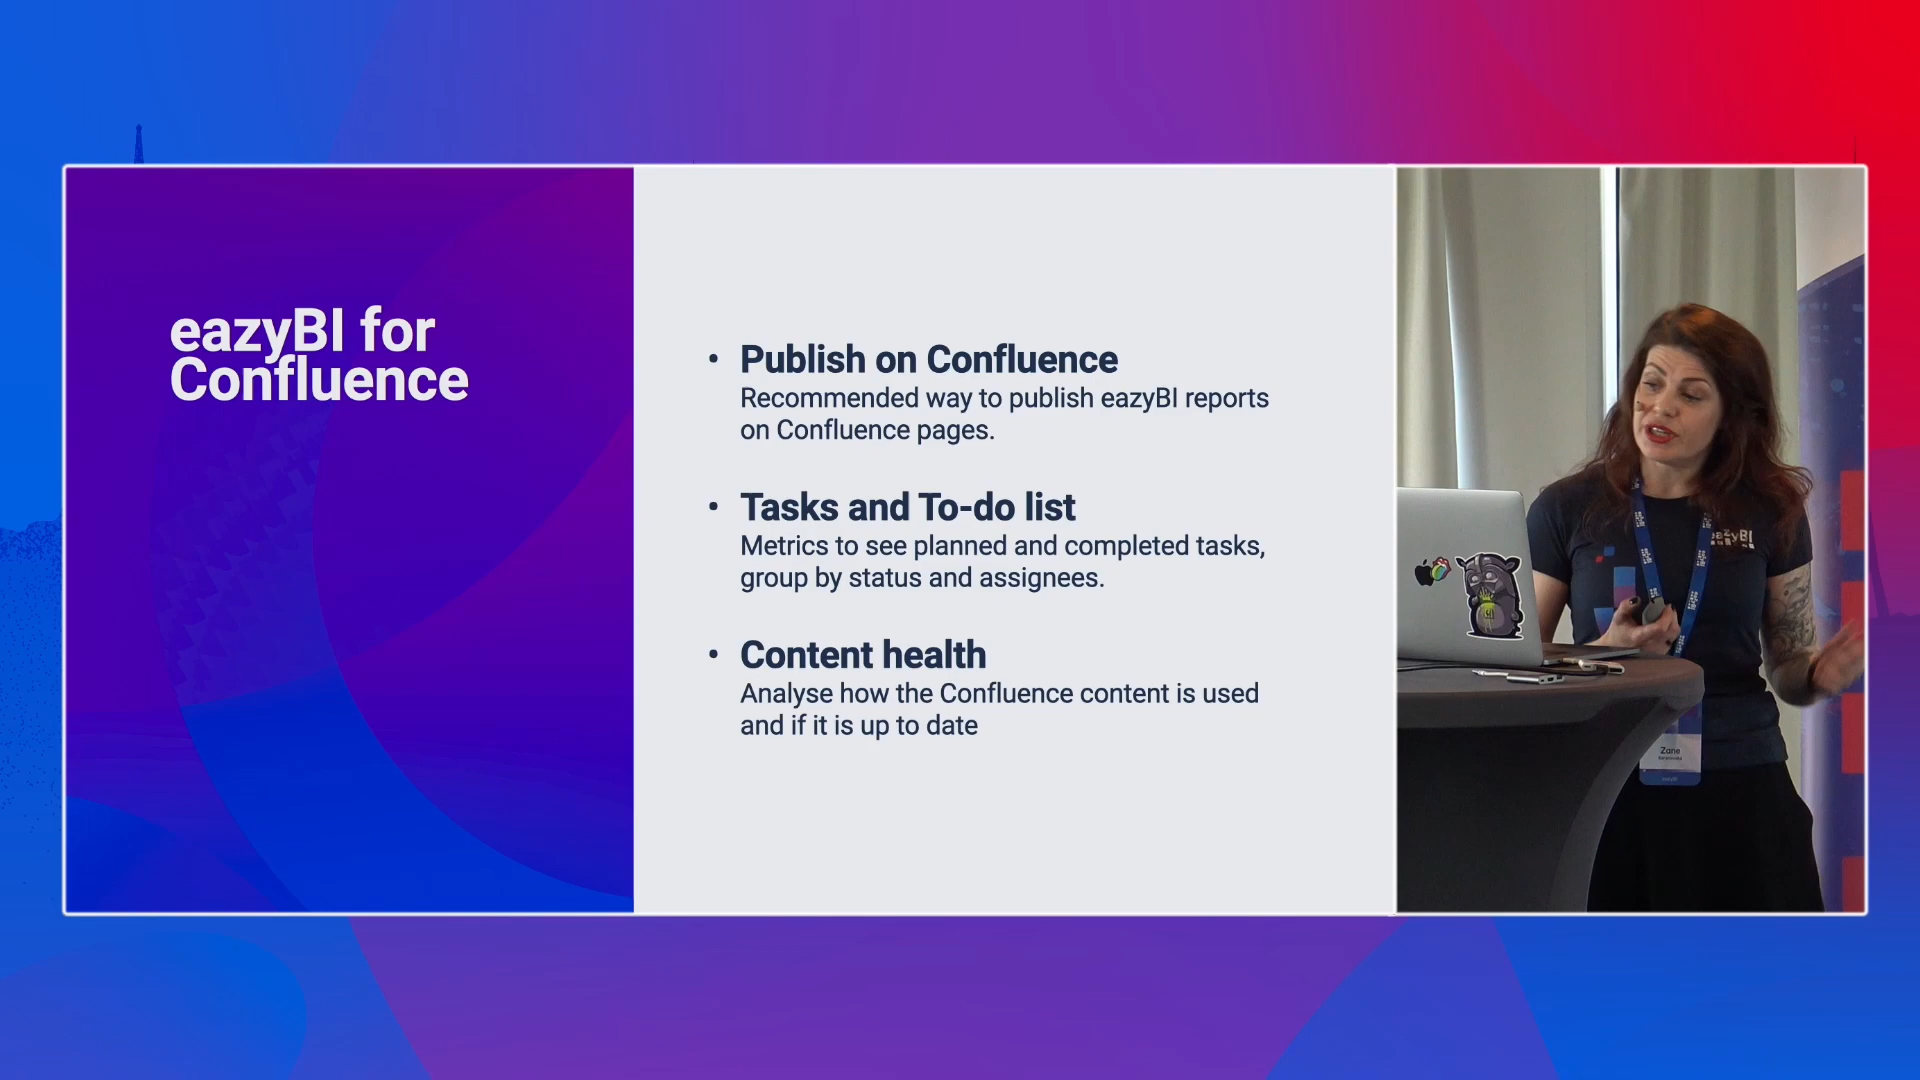 eazyBI for
Confluence
• Publish on Confluence
Recommended way to publish eazyBI reports
on Confluence pages.
• Tasks and To-do list
Metrics to see planned and completed tasks,
group by status and assignees.
• Content health
Analyse how the Confluence content is used
and if it is up to date
eazyBI
Zane